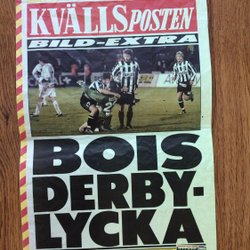 KVÄLLSPOSTEN
BILD-EXTRA
BOIS
DERBY-
LYCKA